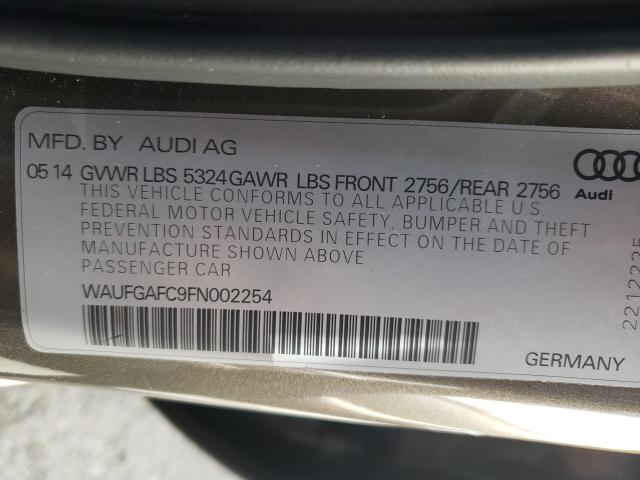 MFD. BY AUDI AG
05 14 GVWR LBS 5324 GAWR LBS FRONT 2756/REAR 2756
THIS VEHICLE CONFORMS TO ALL APPLICABLE U.S.
FEDERAL MOTOR VEHICLE SAFETY, BUMPER AND THEFT
PREVENTION STANDARDS IN EFFECT ON THE DATE OF
MANUFACTURE SHOWN ABOVE
PASSENGER CAR
WAUFGAFC9FN002254
GERMANY
Audi
2212225